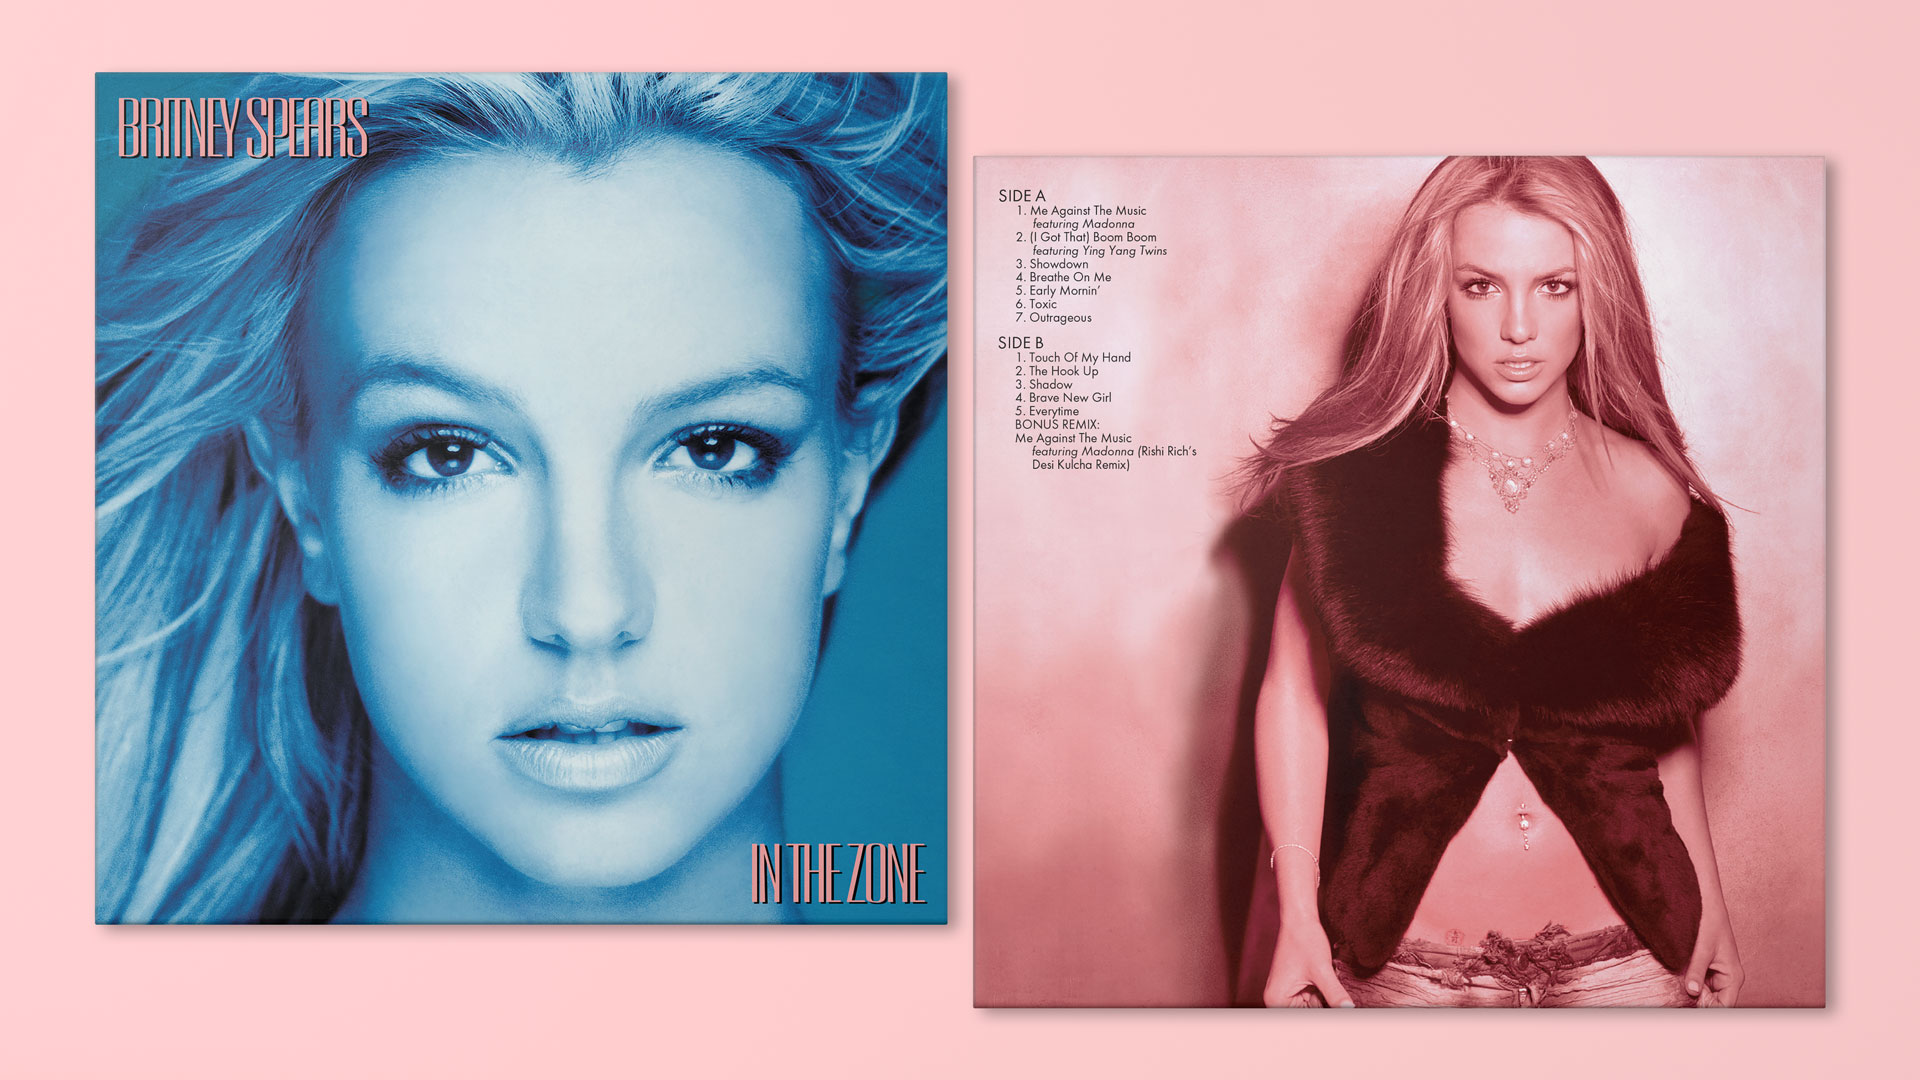 BRITNEY SPEARS
IN THE ZONE
SIDE A
1. Me Against The Music
featuring Madonna
2. (I Got That) Boom Boom
featuring Ying Yang Twins
3. Showdown
4. Breathe On Me
5. Early Mornin’
6. Toxic
7. Outrageous
SIDE B
1. Touch Of My Hand
2. The Hook Up
3. Shadow
4. Brave New Girl
5. Everytime
BONUS REMIX:
Me Against The Music
featuring Madonna (Rishi Rich’s
Desi Kulcha Remix)